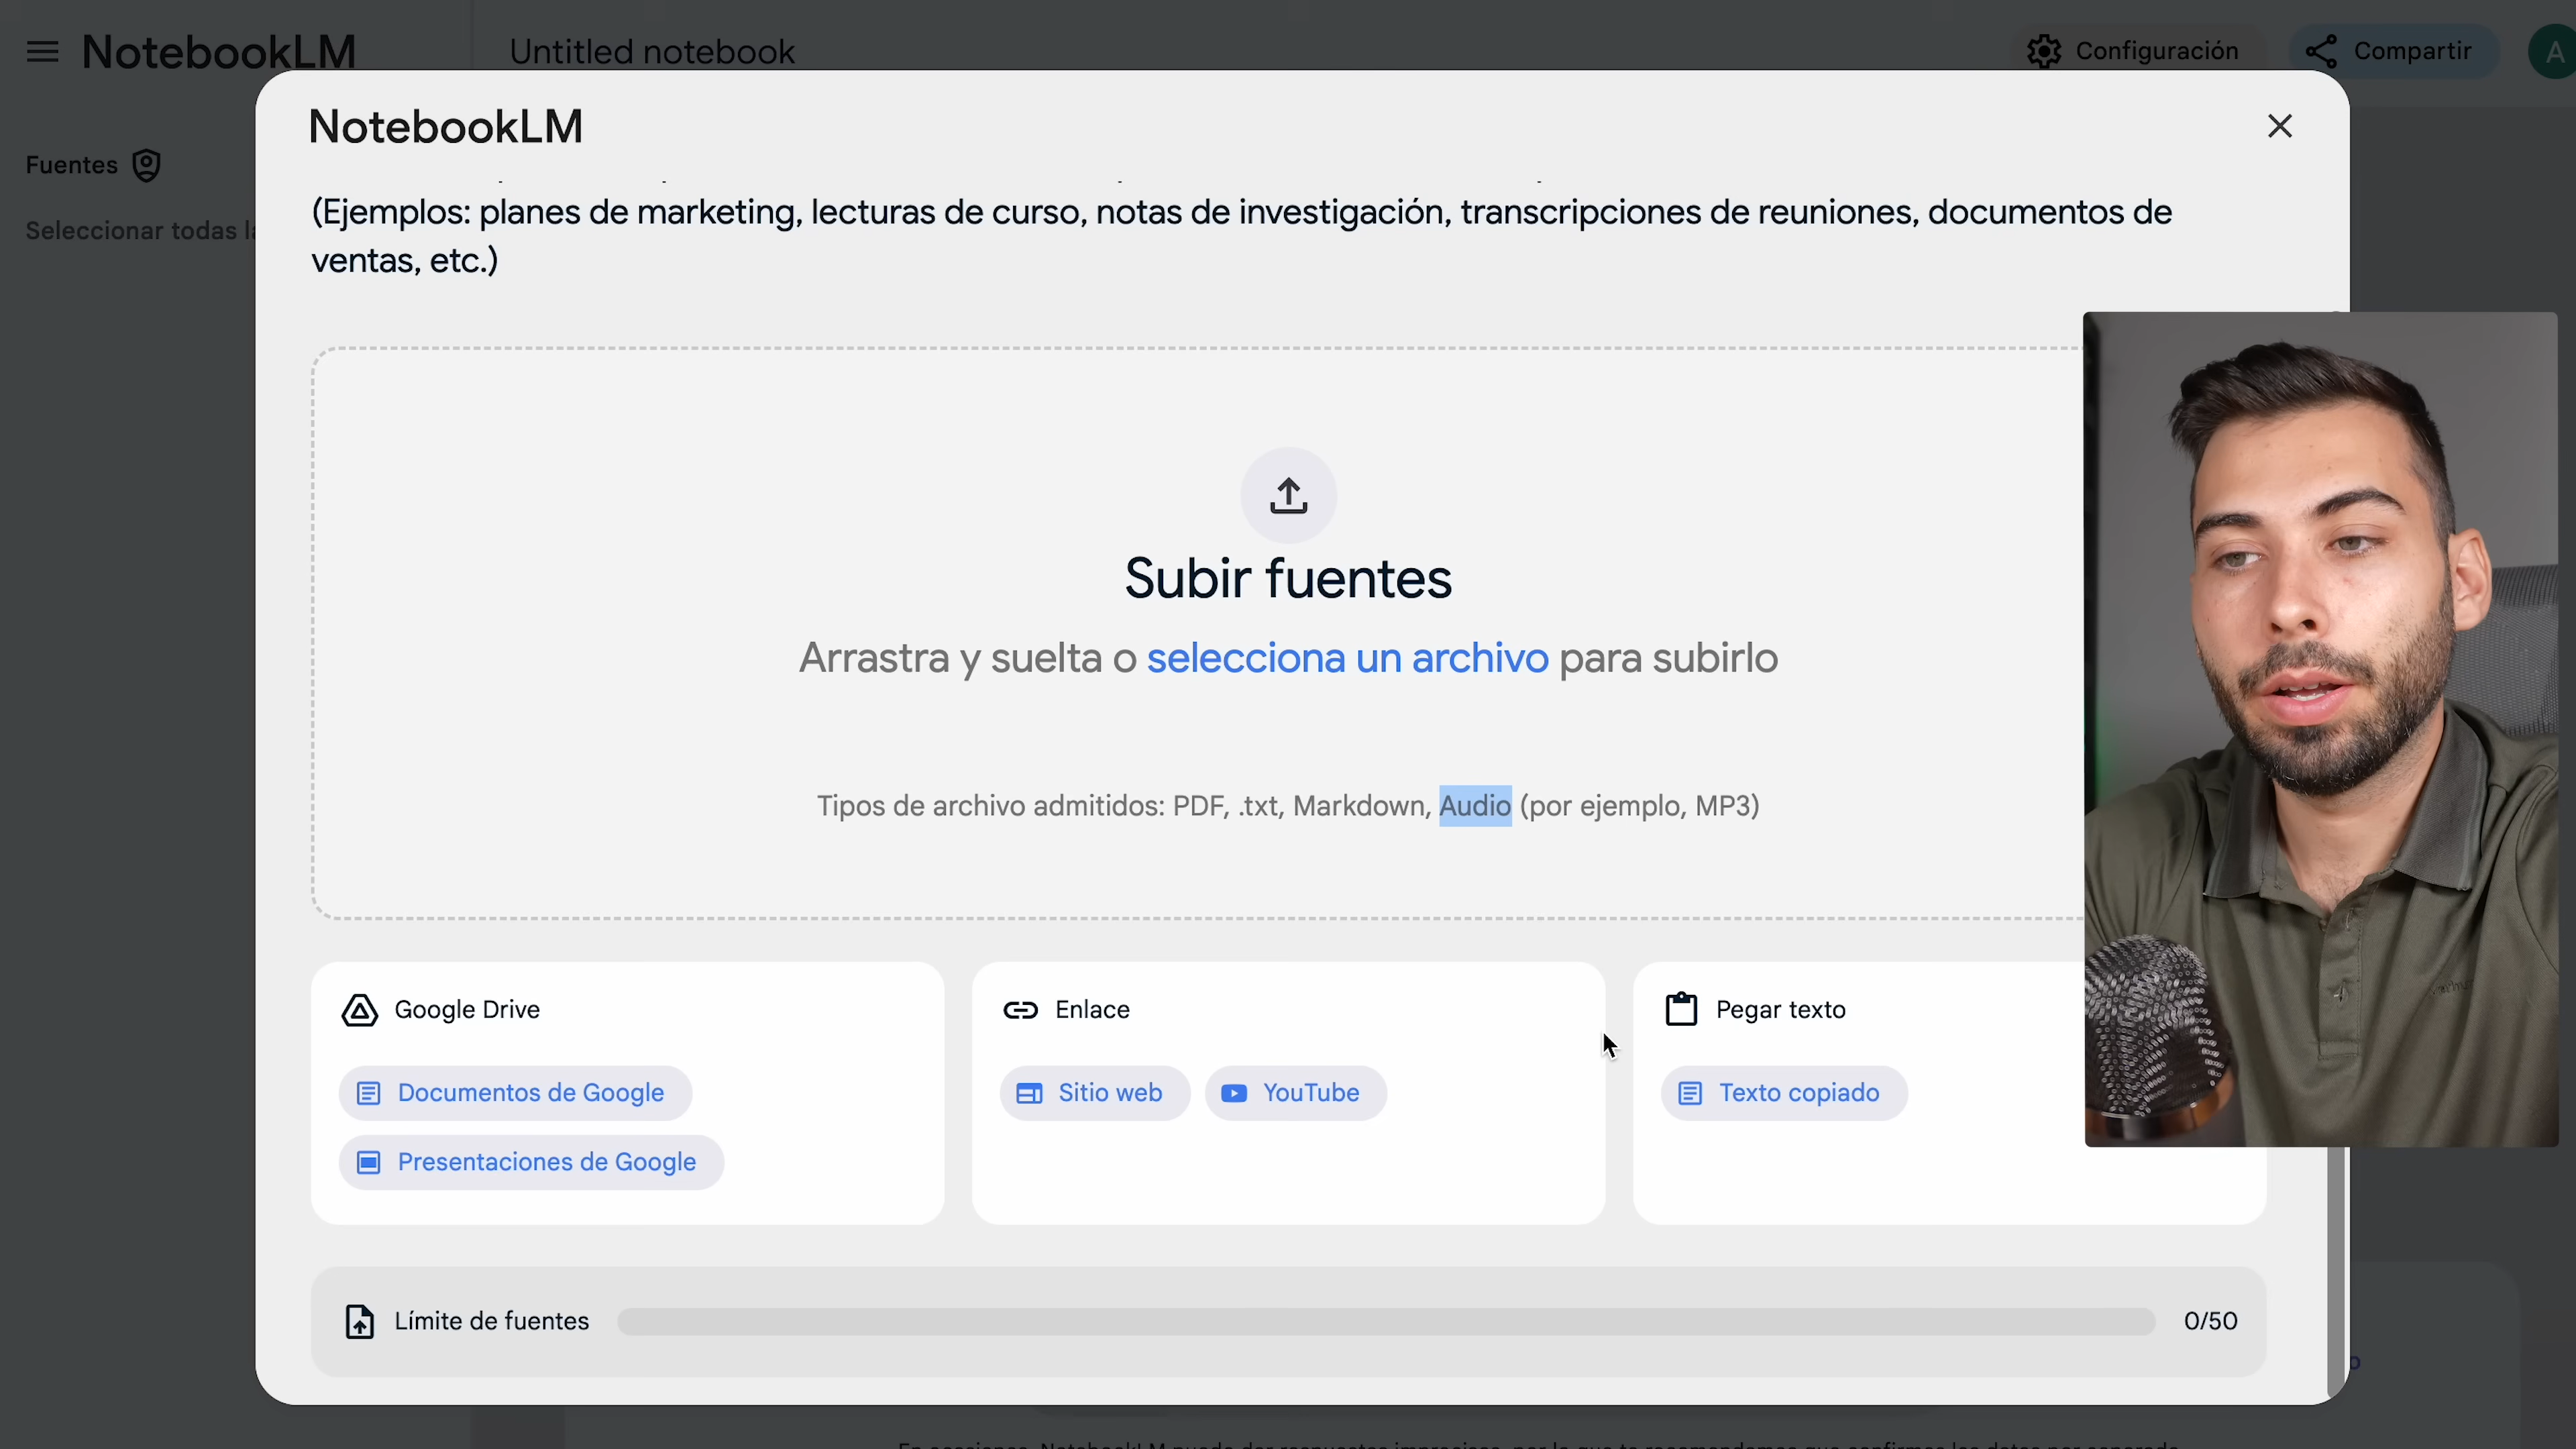 NotebookLM
Untitled notebook
Configuración
Compartir
A
NotebookLM
Fuentes
Seleccionar todas
(Ejemplos: planes de marketing, lecturas de curso, notas de investigación, transcripciones de reuniones, documentos de
ventas, etc.)
Subir fuentes
Arrastra y suelta o selecciona un archivo para subirlo
Tipos de archivo admitidos: PDF, .txt, Markdown, Audio (por ejemplo, MP3)
Google Drive
Documentos de Google
Presentaciones de Google
Enlace
Sitio web
YouTube
Pegar texto
Texto copiado
Límite de fuentes
0/50